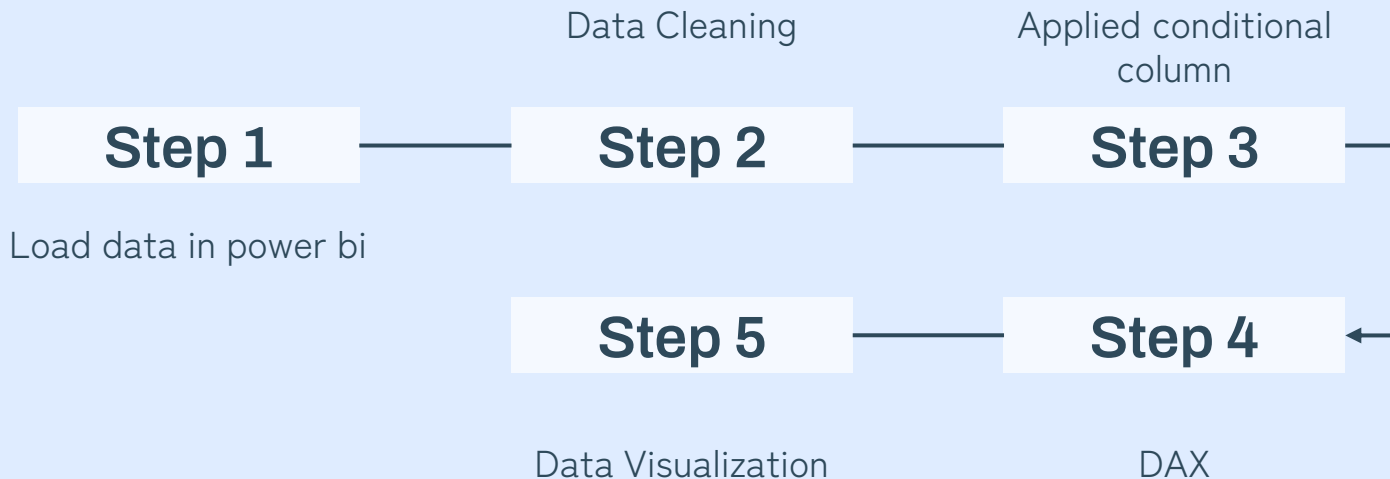 Data Cleaning
Applied conditional
column
Step 1
Step 2
Step 3
Load data in power bi
Step 5
Step 4
Data Visualization
DAX